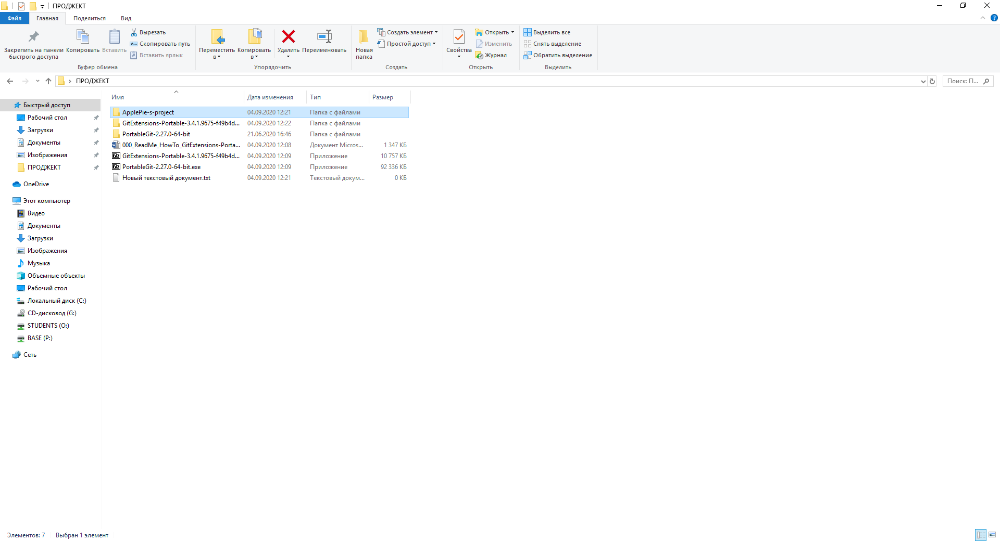 ПРОДЖЕКТ
Файл Главная Поделиться Вид
Закрепить на панели быстрого доступа
Копировать
Вставить
Вырезать
Скопировать путь
Вставить ярлык
Буфер обмена
Переместить в
Копировать в
Удалить
Переименовать
Упорядочить
Новая папка
Создать элемент
Простой доступ
Создать
Свойства
Открыть
Изменить
Журнал
Открыть
Выделить все
Снять выделение
Обратить выделение
Выделить
ПРОДЖЕКТ
Поиск: П...
Быстрый доступ
Рабочий стол
Загрузки
Документы
Изображения
ПРОДЖЕКТ
OneDrive
Этот компьютер
Видео
Документы
Загрузки
Изображения
Музыка
Объемные объекты
Рабочий стол
Локальный диск (C:)
CD-дисковод (G:)
STUDENTS (O:)
BASE (P:)
Сеть
Имя Дата изменения Тип Размер
ApplePie-s-project 04.09.2020 12:21 Папка с файлами
GitExtensions-Portable-3.4.1.9675-f49b4d... 04.09.2020 12:22 Папка с файлами
PortableGit-2.27.0-64-bit 21.06.2020 16:46 Папка с файлами
000_ReadMe_HowTo_GitExtensions-Porta... 04.09.2020 12:08 Документ Micros... 1 347 КБ
GitExtensions-Portable-3.4.1.9675-f49b4d... 04.09.2020 12:09 Приложение 10 757 КБ
PortableGit-2.27.0-64-bit.exe 04.09.2020 12:09 Приложение 92 336 КБ
Новый текстовый документ.txt 04.09.2020 12:21 Текстовый докум... 0 КБ
Элементов: 7 Выбран 1 элемент